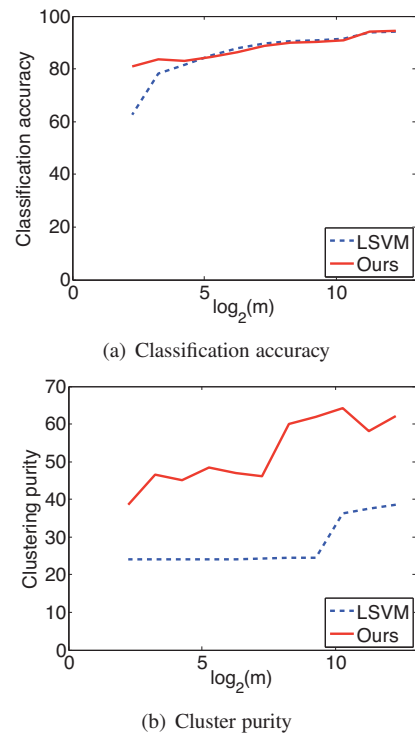 100
80
60
40
20
0
Classification accuracy
LSVM
Ours
0 5 10
log2(m)
(a) Classification accuracy
70
60
50
40
30
20
10
0
Clustering purity
LSVM
Ours
0 5 10
log2(m)
(b) Cluster purity